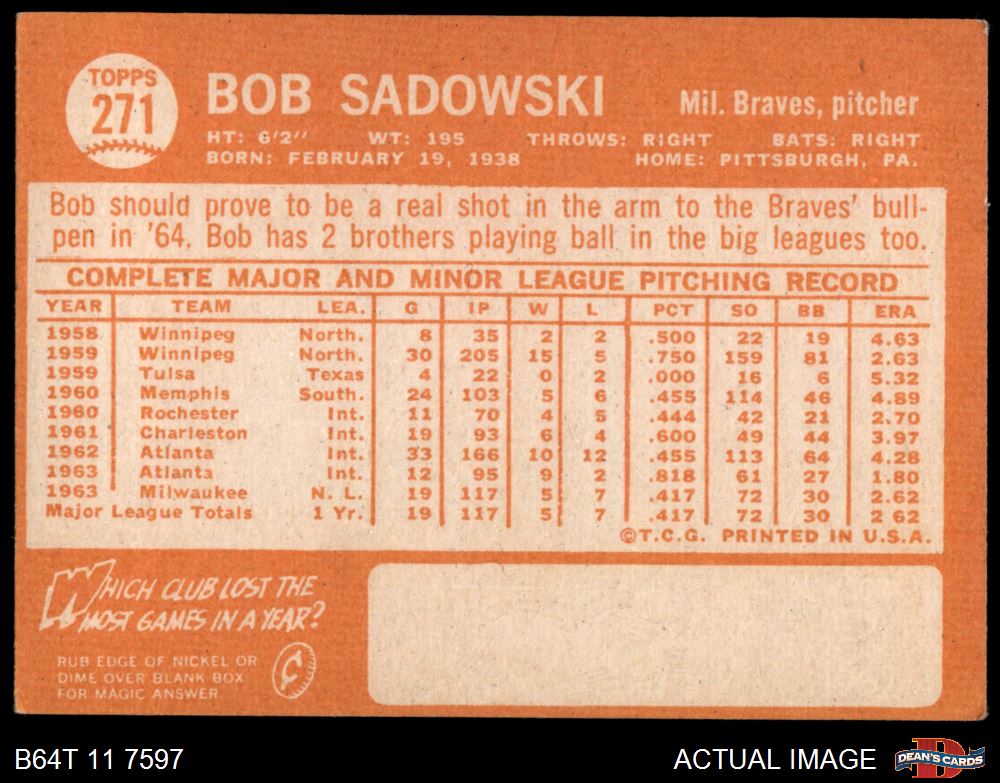 TOPPS
271
BOB SADOWSKI
Mil. Braves, pitcher
HT: 6'2" WT: 195 THROWS: RIGHT BATS: RIGHT
BORN: FEBRUARY 19, 1938 HOME: PITTSBURGH, PA.
Bob should prove to be a real shot in the arm to the Braves' bull-
pen in '64. Bob has 2 brothers playing ball in the big leagues too.
COMPLETE MAJOR AND MINOR LEAGUE PITCHING RECORD
YEAR TEAM LEA. G IP W L PCT SO BB ERA
1958 Winnipeg North. 8 35 2 2 .500 22 19 4.63
1959 Winnipeg North. 30 205 15 5 .750 159 81 2.63
1959 Tulsa Texas 4 22 0 2 .000 16 6 5.32
1960 Memphis South. 24 103 5 6 .455 114 46 4.89
1960 Rochester Int. 11 70 4 5 .444 42 21 2.70
1961 Charleston Int. 19 93 6 4 .600 49 44 3.97
1962 Atlanta Int. 33 166 10 12 .455 113 64 4.28
1963 Atlanta Int. 12 95 9 2 .818 61 27 1.80
1963 Milwaukee N. L. 19 117 5 7 .417 72 30 2.62
Major League Totals 1 Yr. 19 117 5 7 .417 72 30 2 62
©T.C.G. PRINTED IN U.S.A.
WHICH CLUB LOST THE
MOST GAMES IN A YEAR?
RUB EDGE OF NICKEL OR
DIME OVER BLANK BOX
FOR MAGIC ANSWER
¢
B64T 11 7597
ACTUAL IMAGE
D
DEAN'S CARDS